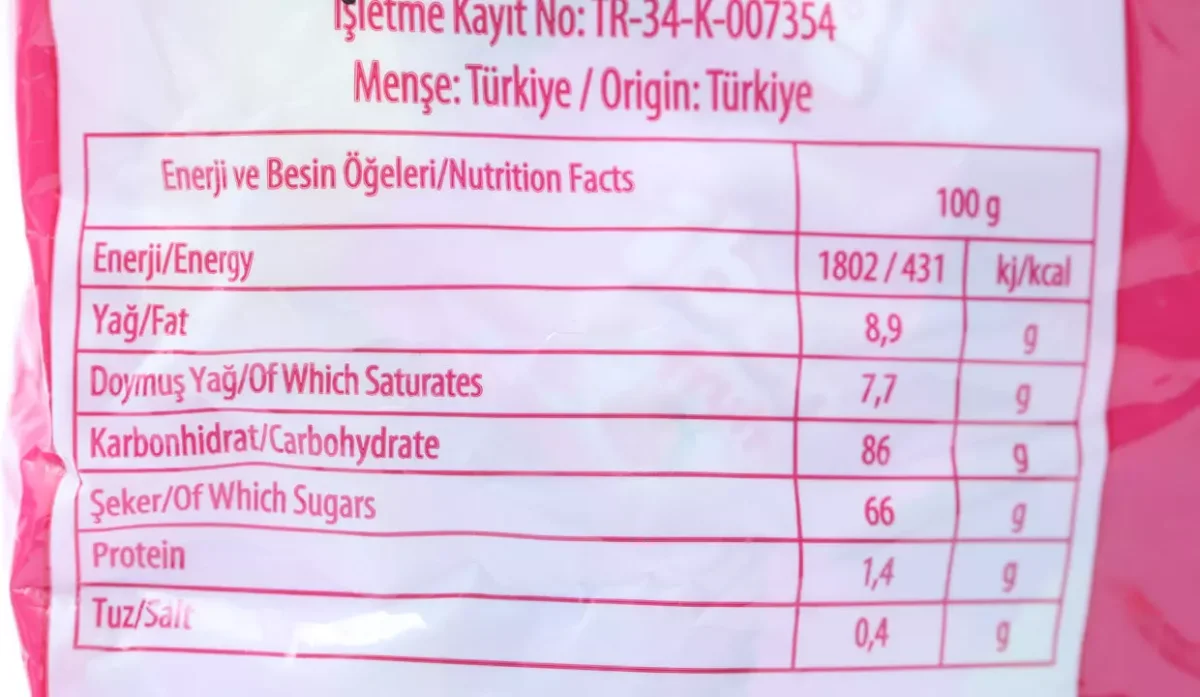 İşletme Kayıt No: TR-34-K-007354
Menşe: Türkiye / Origin: Türkiye
Enerji ve Besin Öğeleri/Nutrition Facts 100 g
Enerji/Energy 1802 / 431 kj/kcal
Yağ/Fat 8,9 g
Doymuş Yağ/Of Which Saturates 7,7 g
Karbonhidrat/Carbohydrate 86 g
Şeker/Of Which Sugars 66 g
Protein 1,4 g
Tuz/Salt 0,4 g